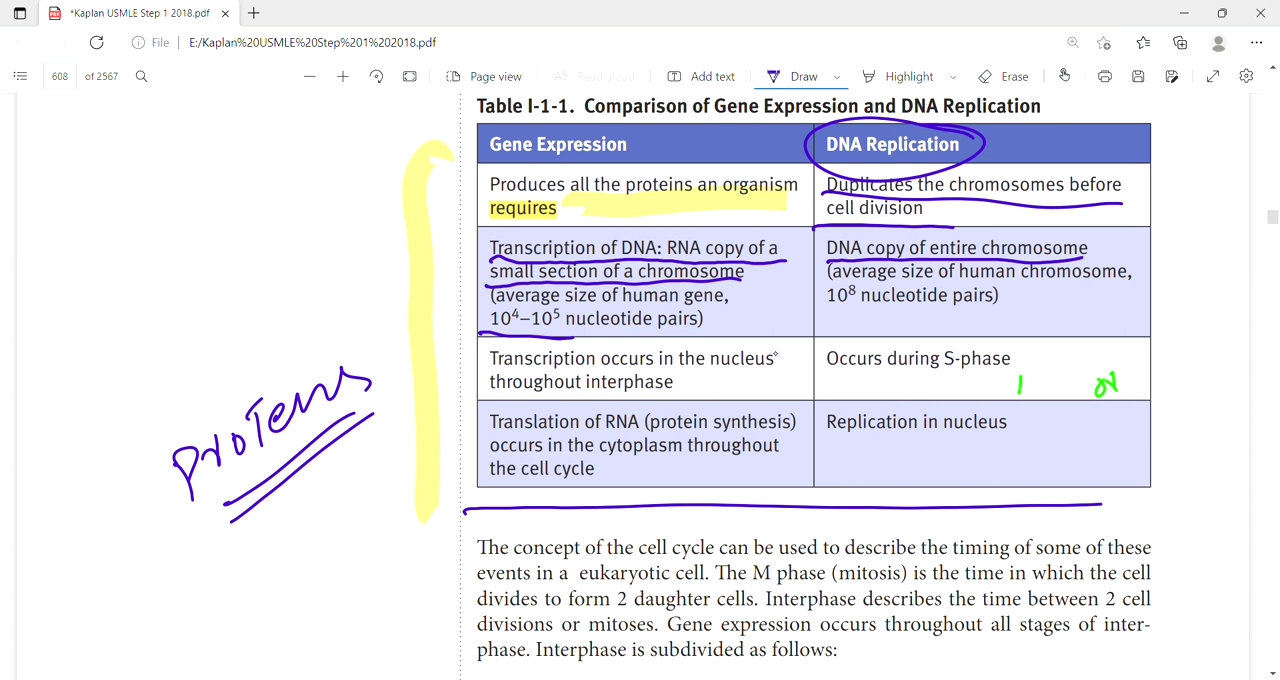 *Kaplan USMLE Step 1 2018.pdf
File | E:/Kaplan%20USMLE%20Step%201%202018.pdf
608 of 2567 Page view Read aloud Add text Draw Highlight Erase
Table I-1-1. Comparison of Gene Expression and DNA Replication
Gene Expression
DNA Replication
Produces all the proteins an organism
requires
Duplicates the chromosomes before
cell division
Transcription of DNA: RNA copy of a
small section of a chromosome
(average size of human gene,
10⁴–10⁵ nucleotide pairs)
DNA copy of entire chromosome
(average size of human chromosome,
10⁸ nucleotide pairs)
Transcription occurs in the nucleus
throughout interphase
Occurs during S-phase
1 2
Translation of RNA (protein synthesis)
occurs in the cytoplasm throughout
the cell cycle
Replication in nucleus
Proteins
The concept of the cell cycle can be used to describe the timing of some of these
events in a eukaryotic cell. The M phase (mitosis) is the time in which the cell
divides to form 2 daughter cells. Interphase describes the time between 2 cell
divisions or mitoses. Gene expression occurs throughout all stages of inter-
phase. Interphase is subdivided as follows: